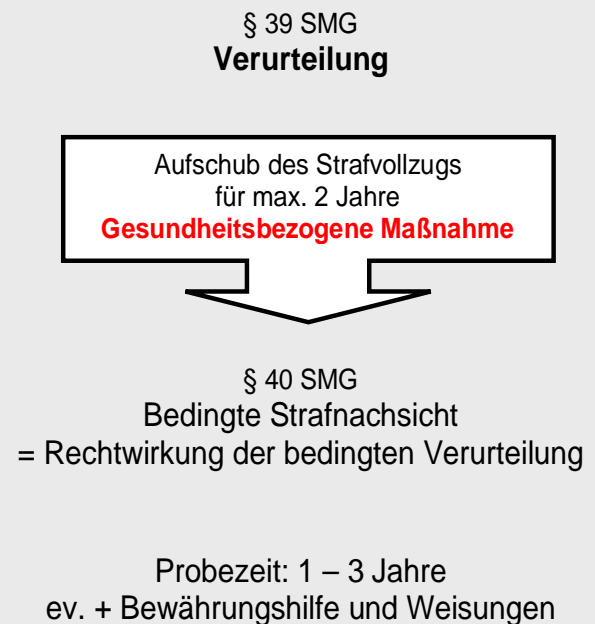 § 39 SMG
Verurteilung
Aufschub des Strafvollzugs
für max. 2 Jahre
Gesundheitsbezogene Maßnahme
§ 40 SMG
Bedingte Strafnachsicht
= Rechtwirkung der bedingten Verurteilung
Probezeit: 1 – 3 Jahre
ev. + Bewährungshilfe und Weisungen